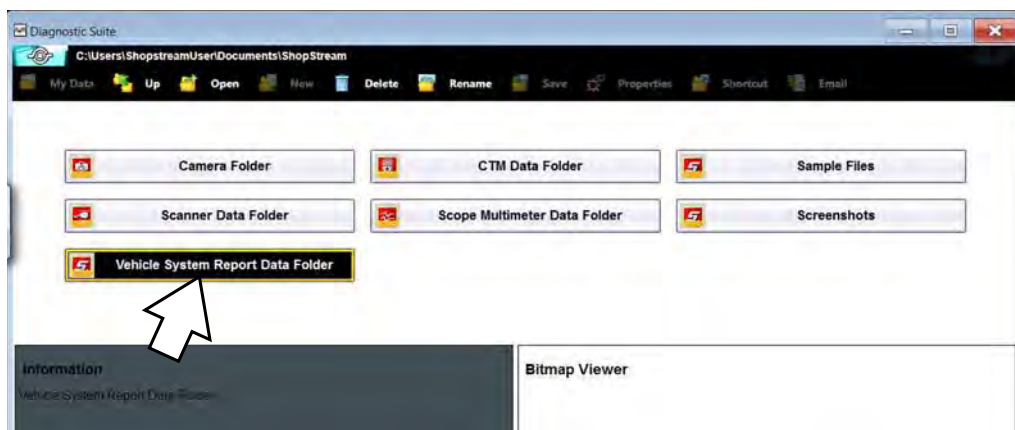 Diagnostic Suite
C:\Users\ShopstreamUser\Documents\ShopStream
My Data Up Open New Delete Rename Save Properties Shortcut Email
Camera Folder CTM Data Folder Sample Files
Scanner Data Folder Scope Multimeter Data Folder Screenshots
Vehicle System Report Data Folder
Information Bitmap Viewer
Vehicle System Report Data Folder